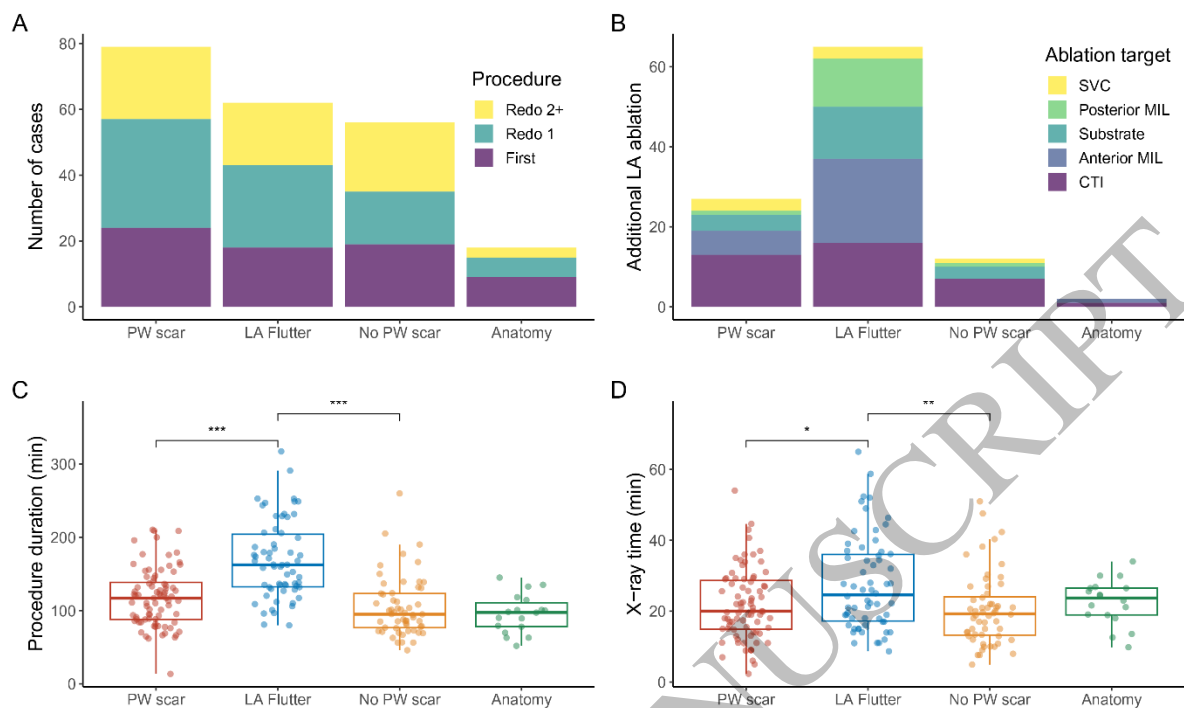 A
Number of cases
80
60
40
20
0
Procedure
Redo 2+
Redo 1
First
PW scar LA Flutter No PW scar Anatomy
B
Additional LA ablation
60
40
20
0
Ablation target
SVC
Posterior MIL
Substrate
Anterior MIL
CTI
PW scar LA Flutter No PW scar Anatomy
C
Procedure duration (min)
300
200
100
0
***
***
PW scar LA Flutter No PW scar Anatomy
D
X-ray time (min)
60
40
20
0
**
*
PW scar LA Flutter No PW scar Anatomy
NUSCRIPT